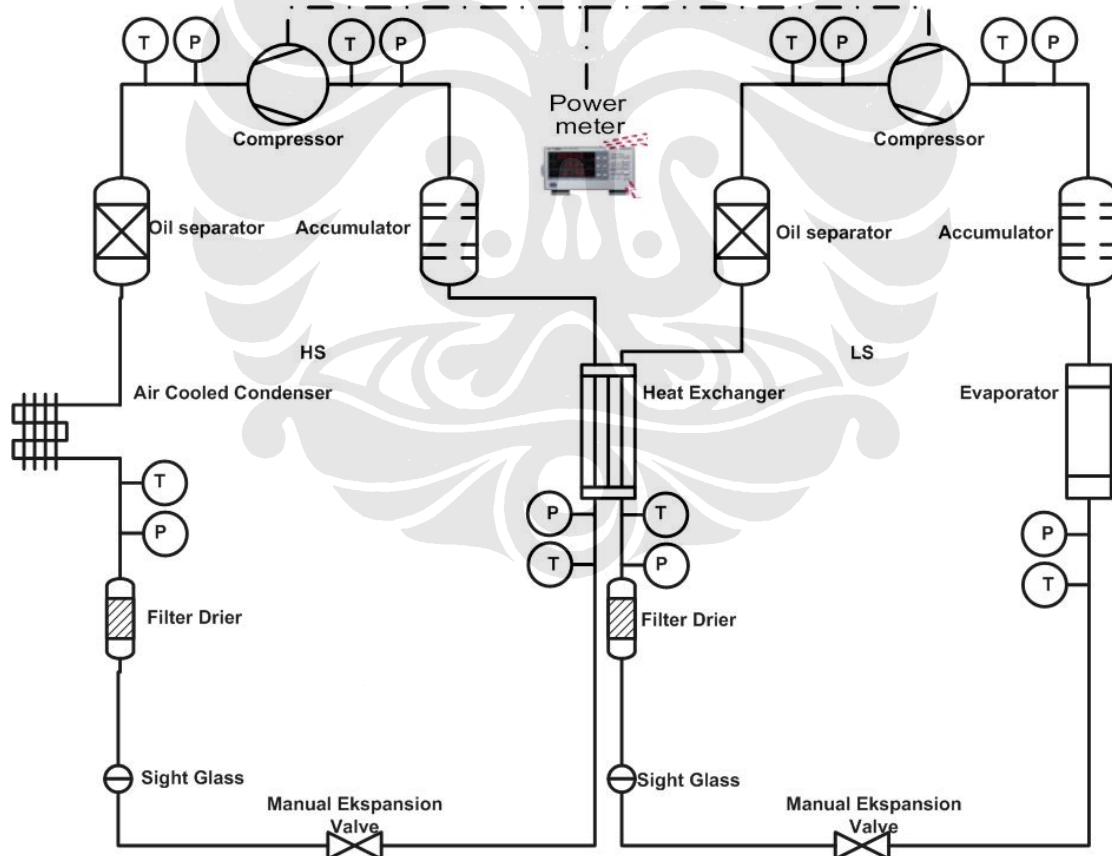 T P T P T P T P
Power
meter
Compressor Compressor
Oil separator Accumulator Oil separator Accumulator
HS LS
Air Cooled Condenser Heat Exchanger Evaporator
T
P T
P P
T P T
Filter Drier Filter Drier
Sight Glass Sight Glass
Manual Ekspansion Manual Ekspansion
Valve Valve